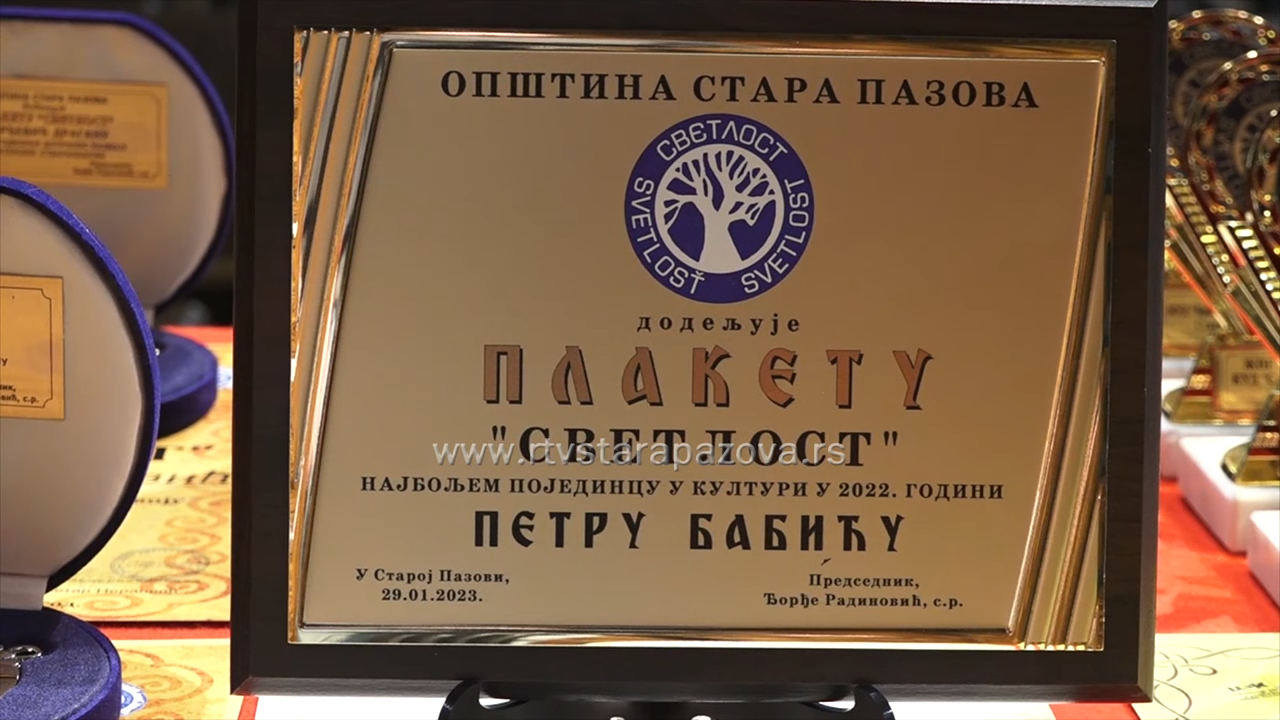 ОПШТИНА СТАРА ПАЗОВА
СВЕТЛОСТ
SVETLOSŤ SVETLOST
додељује
ПЛАКЕТУ
"СВЕТЛОСТ"
www.rtvstarapazova.rs
НАЈБОЉЕМ ПОЈЕДИНЦУ У КУЛТУРИ У 2022. ГОДИНИ
ПЕТРУ БАБИЋУ
У Старој Пазови,
29.01.2023.
Председник,
Ђорђе Радиновић, с.р.